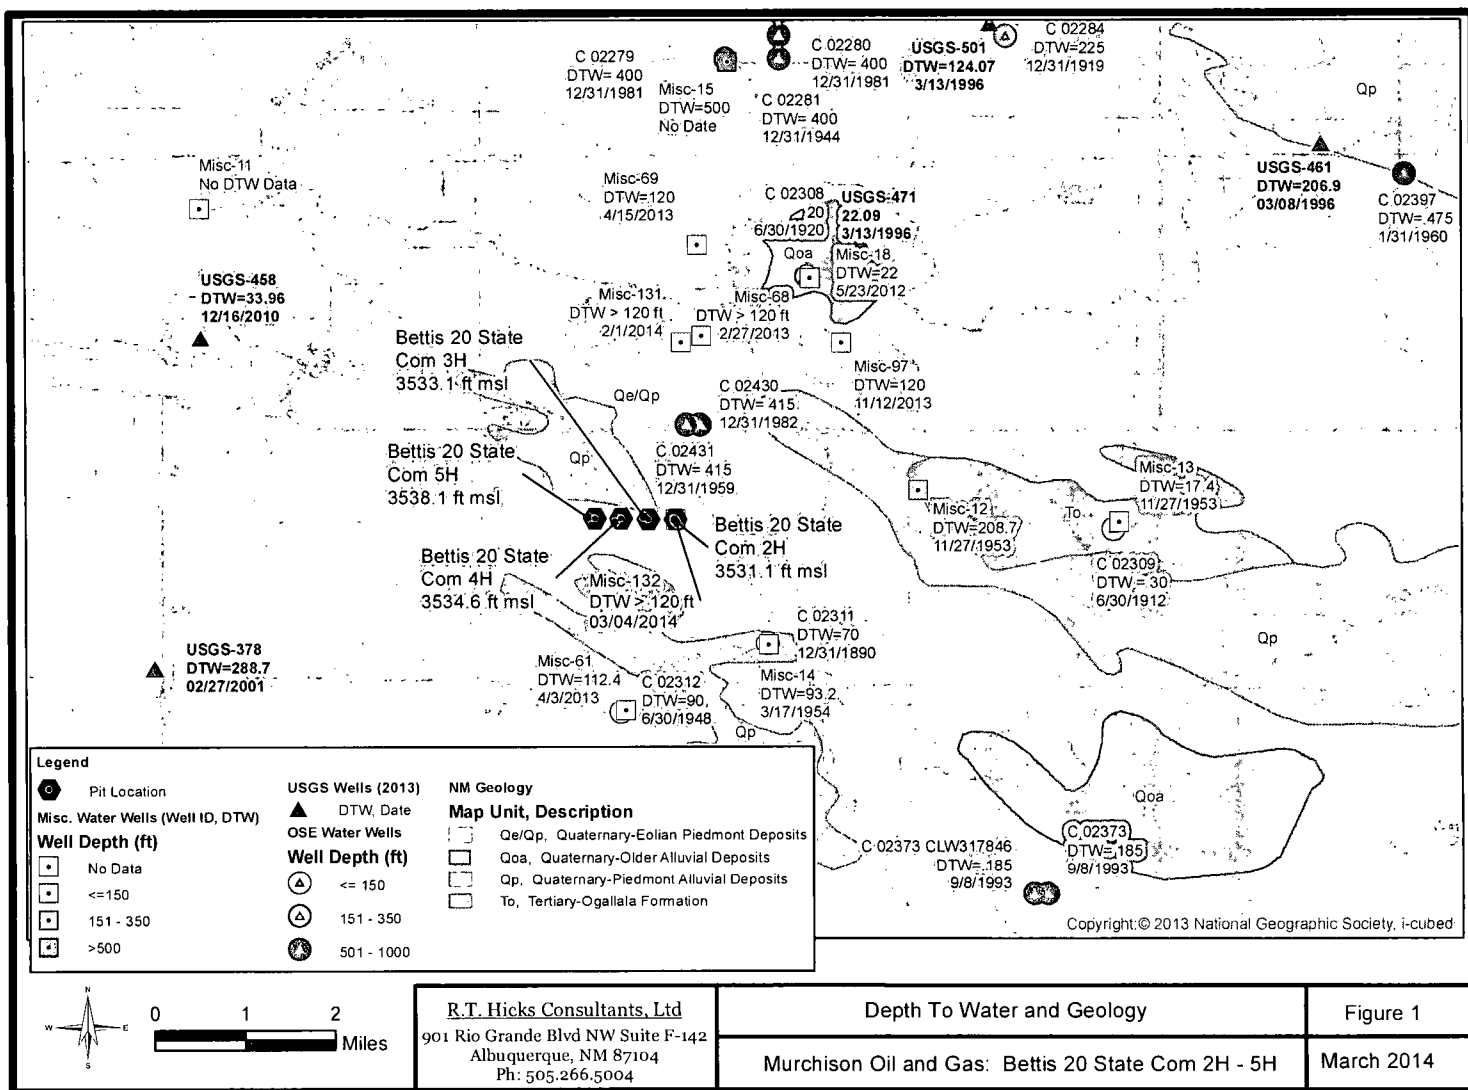 C 02279
DTW= 400
12/31/1981
Misc-15
DTW=500
No Date
C 02280
DTW= 400
12/31/1981
C 02281
DTW= 400
12/31/1944
USGS-501
DTW=124.07
3/13/1996
C 02284
DTW=225
12/31/1919
Qp
USGS-461
DTW=206.9
03/08/1996
C 02397
DTW= 475
1/31/1960
Misc-11
No DTW Data
Misc-69
DTW=120
4/15/2013
C 02308
20
6/30/1920
USGS-471
22.09
3/13/1996
Qoa
Misc-18
DTW=22
5/23/2012
USGS-458
DTW=33.96
12/16/2010
Misc-131
DTW > 120 ft
2/1/2014
Misc-68
DTW > 120 ft
2/27/2013
Bettis 20 State
Com 3H
3533.1 ft msl
Misc-97
DTW=120
11/12/2013
Qe/Qp
C 02430
DTW= 415
12/31/1982
Bettis 20 State
Com 5H
3538.1 ft msl
Qp
C 02431
DTW= 415
12/31/1959
Misc-13
DTW=17.4
11/27/1953
Misc-12
DTW=208.7
11/27/1953
To
Bettis 20 State
Com 2H
3531.1 ft msl
Bettis 20 State
Com 4H
3534.6 ft msl
Misc-132
DTW > 120 ft
03/04/2014
C 02309
DTW = 30
6/30/1912
C 02311
DTW=70
12/31/1890
Qp
USGS-378
DTW=288.7
02/27/2001
Misc-61
DTW=112.4
4/3/2013
C 02312
DTW=90
6/30/1948
Misc-14
DTW=93.2
3/17/1954
Qp
Qoa
C 02373 CLW317846
DTW= 185
9/8/1993
C 02373
DTW= 185
9/8/1993
Copyright:© 2013 National Geographic Society, i-cubed
Legend
Pit Location
Misc. Water Wells (Well ID, DTW)
Well Depth (ft)
No Data
<=150
151 - 350
>500
USGS Wells (2013)
DTW, Date
OSE Water Wells
Well Depth (ft)
<= 150
151 - 350
501 - 1000
NM Geology
Map Unit, Description
Qe/Qp, Quaternary-Eolian Piedmont Deposits
Qoa, Quaternary-Older Alluvial Deposits
Qp, Quaternary-Piedmont Alluvial Deposits
To, Tertiary-Ogallala Formation
N
W
E
S
0 1 2
Miles
R.T. Hicks Consultants, Ltd
901 Rio Grande Blvd NW Suite F-142
Albuquerque, NM 87104
Ph: 505.266.5004
Depth To Water and Geology
Murchison Oil and Gas: Bettis 20 State Com 2H - 5H
Figure 1
March 2014